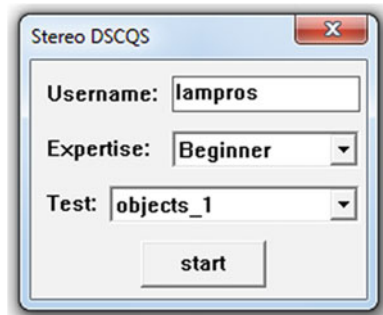 Stereo DSCQS
Username: lampros
Expertise: Beginner
Test: objects_1
start